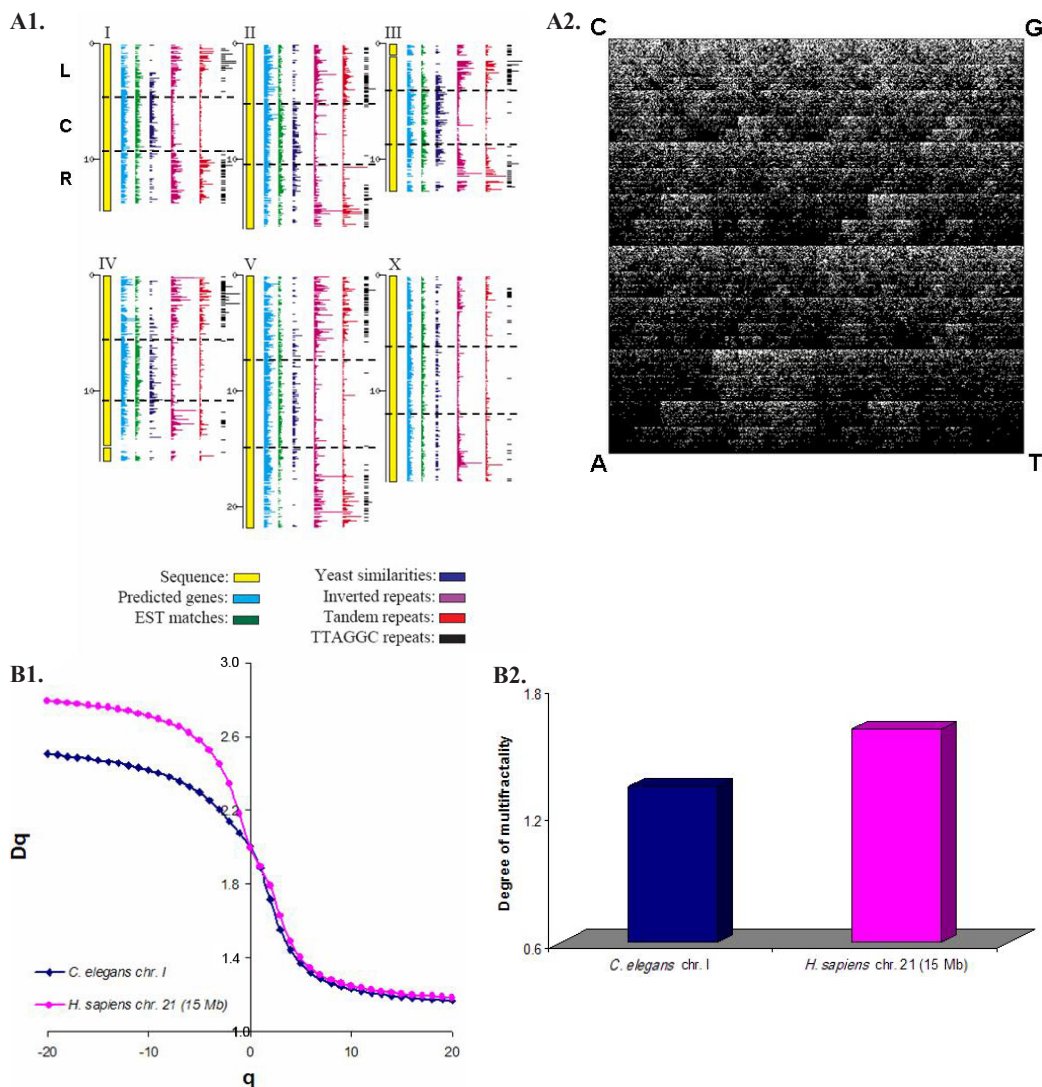 A1.
I
II
III
0
0
0
L
C
R
10
10
10
IV
V
X
0
0
0
10
10
10
20
Sequence:
Predicted genes:
EST matches:
Yeast similarities:
Inverted repeats:
Tandem repeats:
TTAGGC repeats:
A2.
C
G
A
T
B1.
3.0
2.6
2.2
1.8
1.4
1.0
Dq
C. elegans chr. I
H. sapiens chr. 21 (15 Mb)
-20
-10
0
10
20
q
B2.
1.8
1.2
0.6
Degree of multifractality
C. elegans chr. I
H. sapiens chr. 21 (15 Mb)